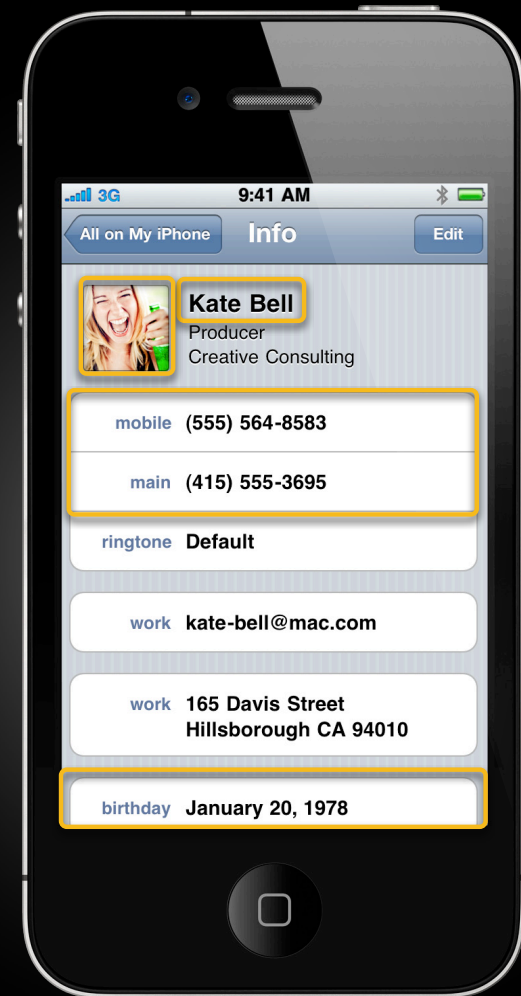 3G 9:41 AM
All on My iPhone Info Edit
Kate Bell
Producer
Creative Consulting
mobile (555) 564-8583
main (415) 555-3695
ringtone Default
work kate-bell@mac.com
work 165 Davis Street
Hillsborough CA 94010
birthday January 20, 1978